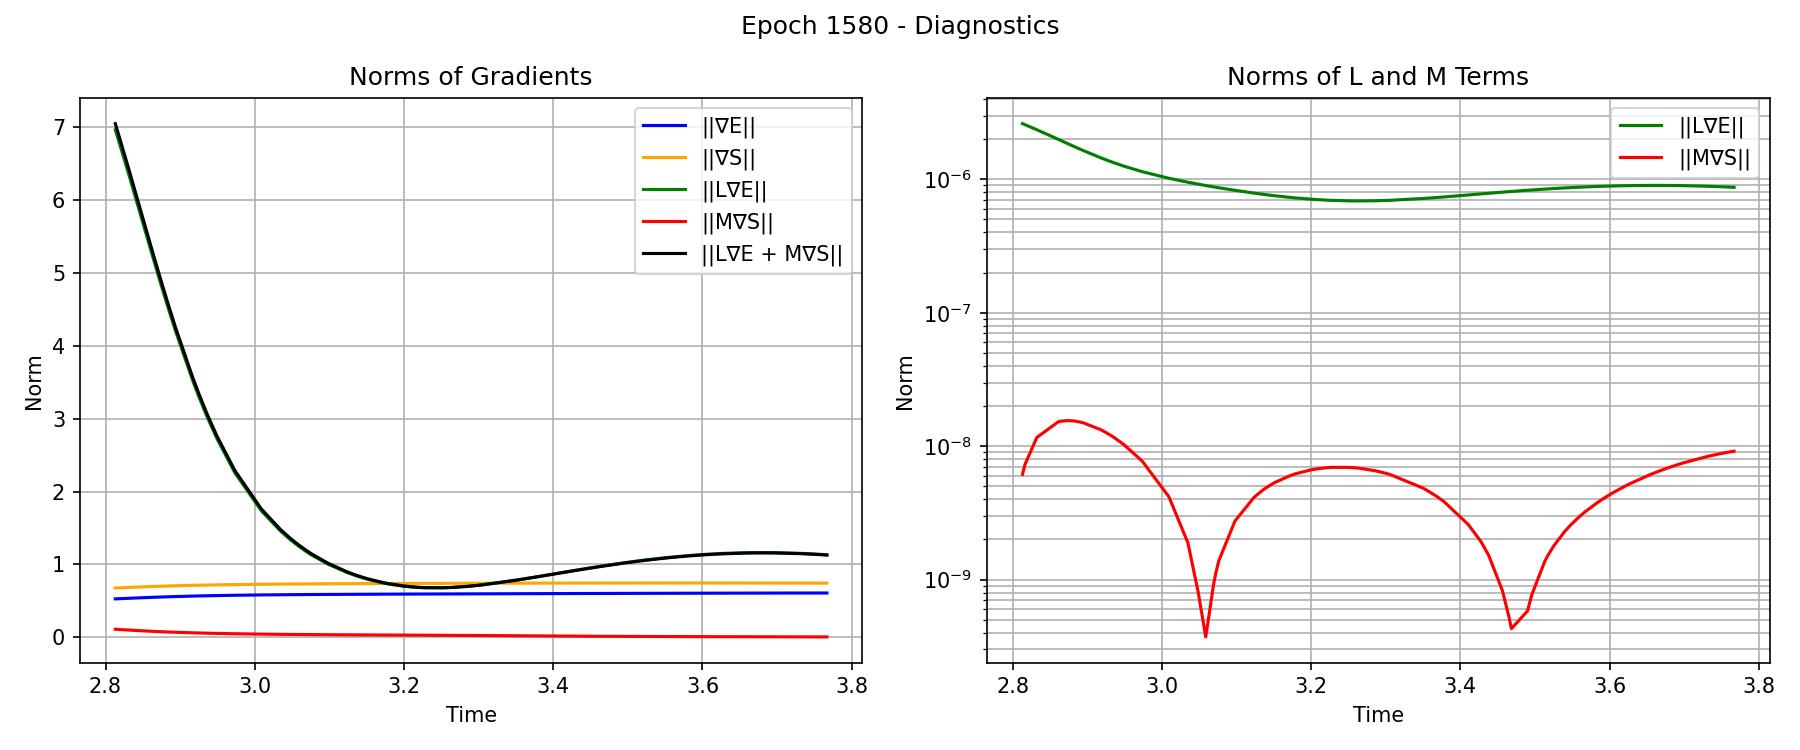 Epoch 1580 - Diagnostics
Norms of Gradients
Norm
7
6
5
4
3
2
1
0
||∇E||
||∇S||
||L∇E||
||M∇S||
||L∇E + M∇S||
2.8 3.0 3.2 3.4 3.6 3.8
Time
Norms of L and M Terms
Norm
10⁻⁶
10⁻⁷
10⁻⁸
10⁻⁹
||L∇E||
||M∇S||
2.8 3.0 3.2 3.4 3.6 3.8
Time